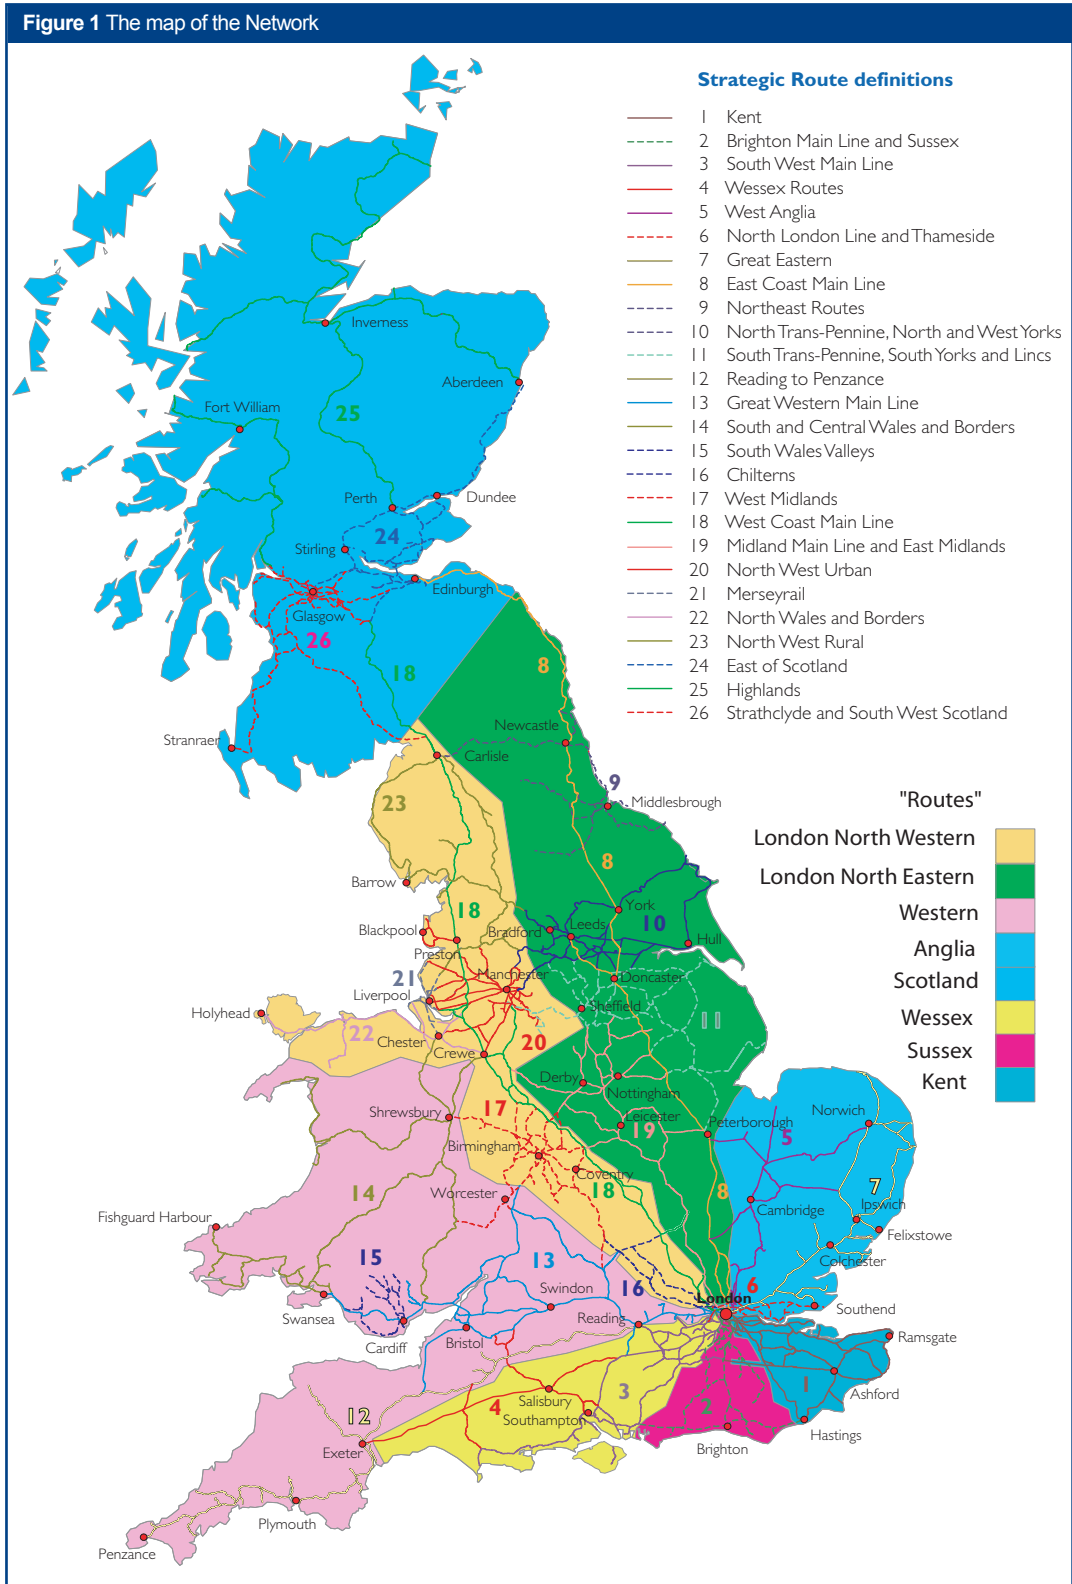 Figure 1 The map of the Network
Strategic Route definitions
1 Kent
2 Brighton Main Line and Sussex
3 South West Main Line
4 Wessex Routes
5 West Anglia
6 North London Line and Thameside
7 Great Eastern
8 East Coast Main Line
9 Northeast Routes
10 North Trans-Pennine, North and West Yorks
11 South Trans-Pennine, South Yorks and Lincs
12 Reading to Penzance
13 Great Western Main Line
14 South and Central Wales and Borders
15 South Wales Valleys
16 Chilterns
17 West Midlands
18 West Coast Main Line
19 Midland Main Line and East Midlands
20 North West Urban
21 Merseyrail
22 North Wales and Borders
23 North West Rural
24 East of Scotland
25 Highlands
26 Strathclyde and South West Scotland
"Routes"
London North Western
London North Eastern
Western
Anglia
Scotland
Wessex
Sussex
Kent
Inverness
Aberdeen
Fort William
25
Perth
Dundee
24
Stirling
Edinburgh
Glasgow
26
18
8
Newcastle
Stranraer
Carlisle
9
Middlesbrough
23
8
Barrow
York
18
10
Blackpool
Bradford
Leeds
Hull
Preston
21
Manchester
Doncaster
Liverpool
Sheffield
Holyhead
11
22
Chester
20
Crewe
Derby
Nottingham
17
Shrewsbury
Leicester
Peterborough
Norwich
19
5
Birmingham
Coventry
18
8
7
14
Worcester
Cambridge
Ipswich
Fishguard Harbour
Felixstowe
Colchester
15
13
16
6
Swindon
London
Southend
Swansea
Reading
Cardiff
Bristol
Ramsgate
1
Ashford
3
4
Salisbury
Southampton
2
12
Exeter
Hastings
Brighton
Plymouth
Penzance